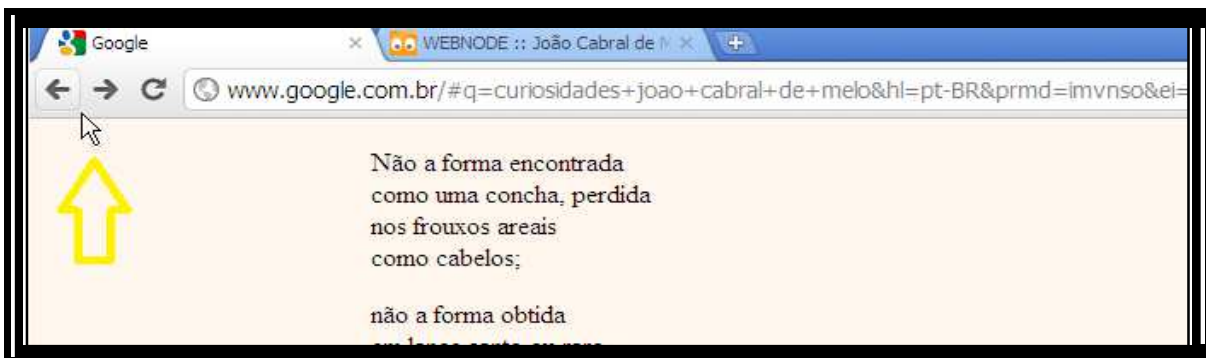 Google
WEBNODE :: João Cabral de M
www.google.com.br/#q=curiosidades+joao+cabral+de+melo&hl=pt-BR&prmd=imvnso&ei=
Não a forma encontrada
como uma concha, perdida
nos frouxos areais
como cabelos;
não a forma obtida